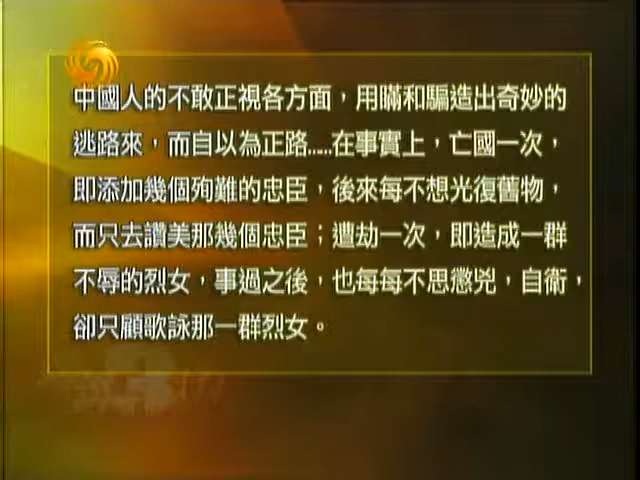 中國人的不敢正視各方面，用瞞和騙造出奇妙的
逃路來，而自以為正路……在事實上，亡國一次，
即添加幾個殉難的忠臣，後來每不想光復舊物，
而只去讚美那幾個忠臣；遭劫一次，即造成一群
不辱的烈女，事過之後，也每每不思懲兇，自衛，
卻只顧歌詠那一群烈女。